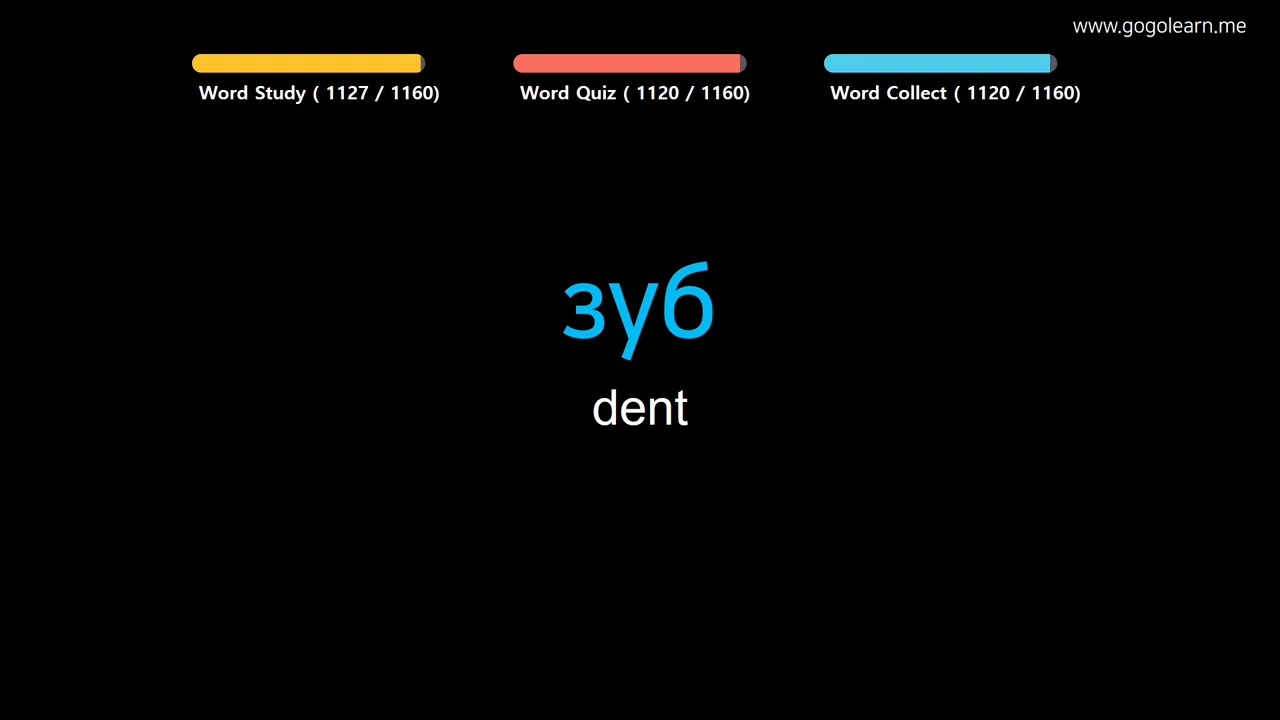 www.gogolearn.me
Word Study ( 1127 / 1160)
Word Quiz ( 1120 / 1160)
Word Collect ( 1120 / 1160)
зуб
dent